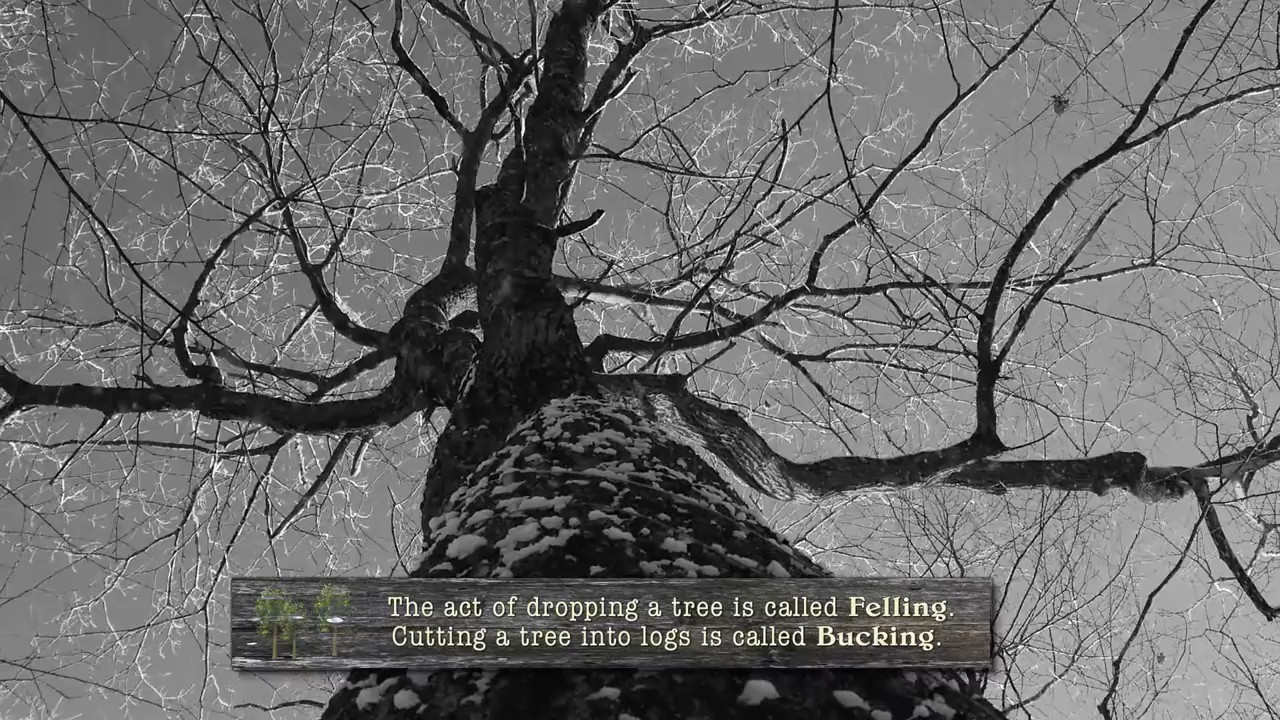 The act of dropping a tree is called Felling.
Cutting a tree into logs is called Bucking.